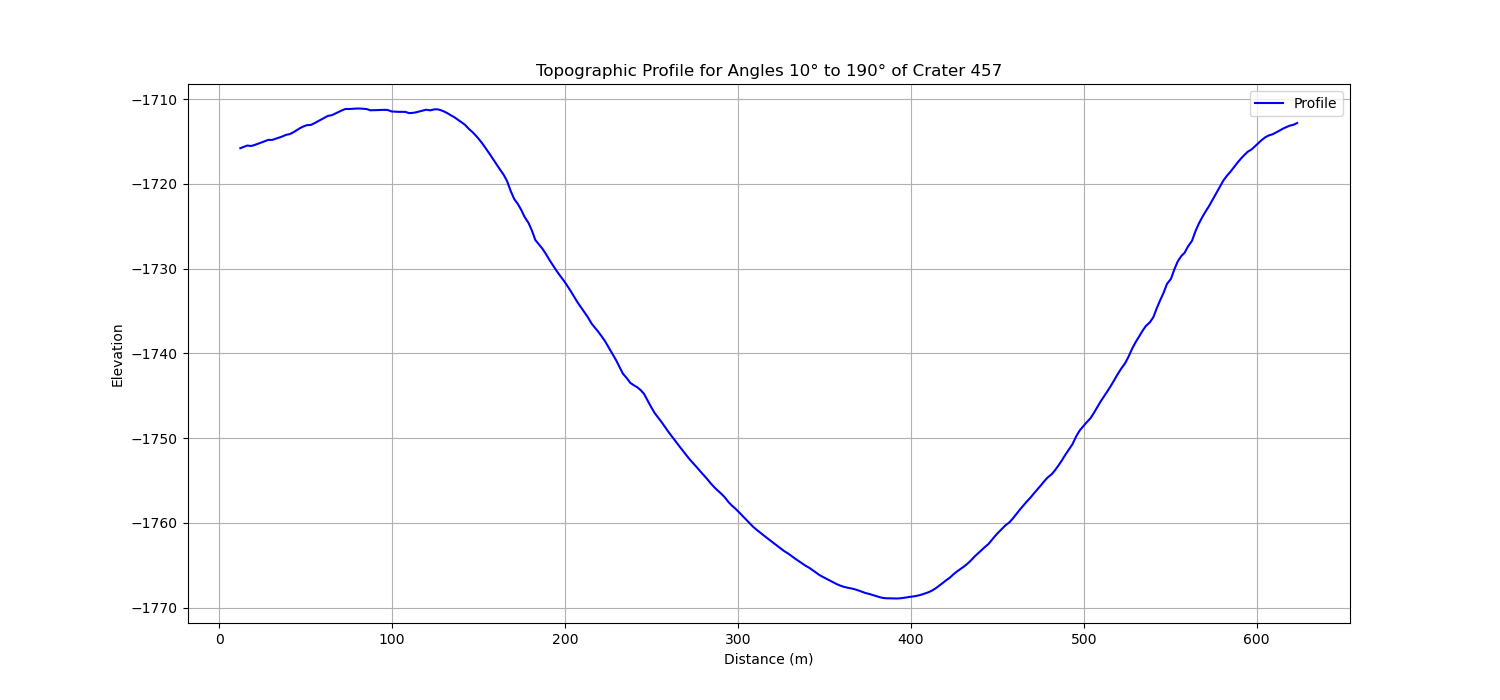 Topographic Profile for Angles 10° to 190° of Crater 457
Profile
Elevation
−1710
−1720
−1730
−1740
−1750
−1760
−1770
0 100 200 300 400 500 600
Distance (m)